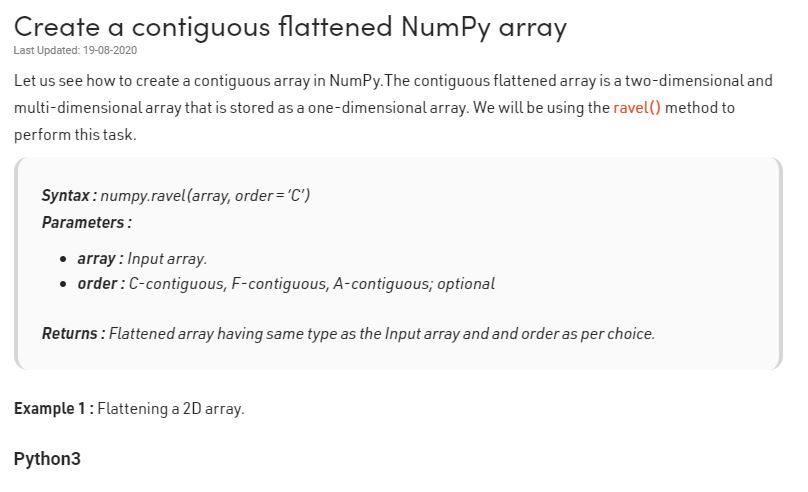 Create a contiguous flattened NumPy array
Last Updated: 19-08-2020
Let us see how to create a contiguous array in NumPy.The contiguous flattened array is a two-dimensional and
multi-dimensional array that is stored as a one-dimensional array. We will be using the ravel() method to
perform this task.
Syntax : numpy.ravel(array, order = ‘C’)
Parameters :
• array : Input array.
• order : C-contiguous, F-contiguous, A-contiguous; optional
Returns : Flattened array having same type as the Input array and and order as per choice.
Example 1 : Flattening a 2D array.
Python3